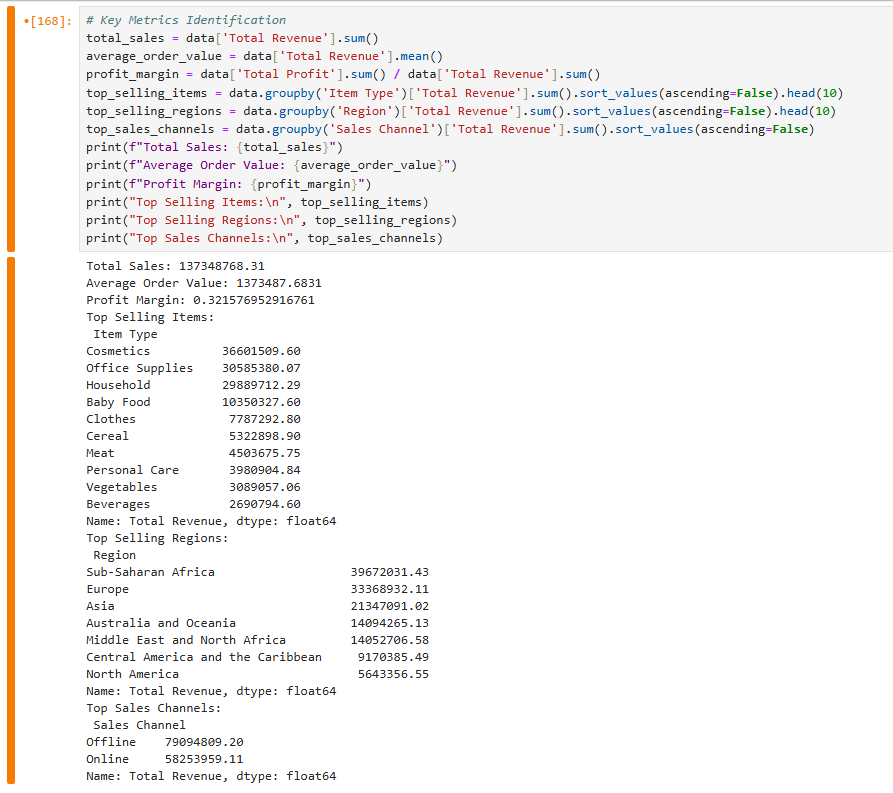 •[168]: # Key Metrics Identification
total_sales = data['Total Revenue'].sum()
average_order_value = data['Total Revenue'].mean()
profit_margin = data['Total Profit'].sum() / data['Total Revenue'].sum()
top_selling_items = data.groupby('Item Type')['Total Revenue'].sum().sort_values(ascending=False).head(10)
top_selling_regions = data.groupby('Region')['Total Revenue'].sum().sort_values(ascending=False).head(10)
top_sales_channels = data.groupby('Sales Channel')['Total Revenue'].sum().sort_values(ascending=False)
print(f"Total Sales: {total_sales}")
print(f"Average Order Value: {average_order_value}")
print(f"Profit Margin: {profit_margin}")
print("Top Selling Items:\n", top_selling_items)
print("Top Selling Regions:\n", top_selling_regions)
print("Top Sales Channels:\n", top_sales_channels)
Total Sales: 137348768.31
Average Order Value: 1373487.6831
Profit Margin: 0.321576952916761
Top Selling Items:
 Item Type
Cosmetics          36601509.60
Office Supplies    30585380.07
Household          29889712.29
Baby Food          10350327.60
Clothes             7787292.80
Cereal              5322898.90
Meat                4503675.75
Personal Care       3980904.84
Vegetables          3089057.06
Beverages           2690794.60
Name: Total Revenue, dtype: float64
Top Selling Regions:
 Region
Sub-Saharan Africa                   39672031.43
Europe                               33368932.11
Asia                                 21347091.02
Australia and Oceania                14094265.13
Middle East and North Africa         14052706.58
Central America and the Caribbean     9170385.49
North America                         5643356.55
Name: Total Revenue, dtype: float64
Top Sales Channels:
 Sales Channel
Offline    79094809.20
Online     58253959.11
Name: Total Revenue, dtype: float64